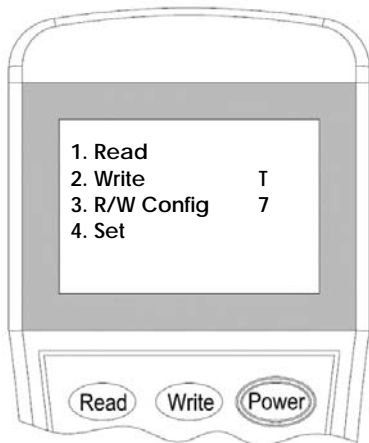 1. Read
2. Write T
3. R/W Config 7
4. Set
Read Write Power